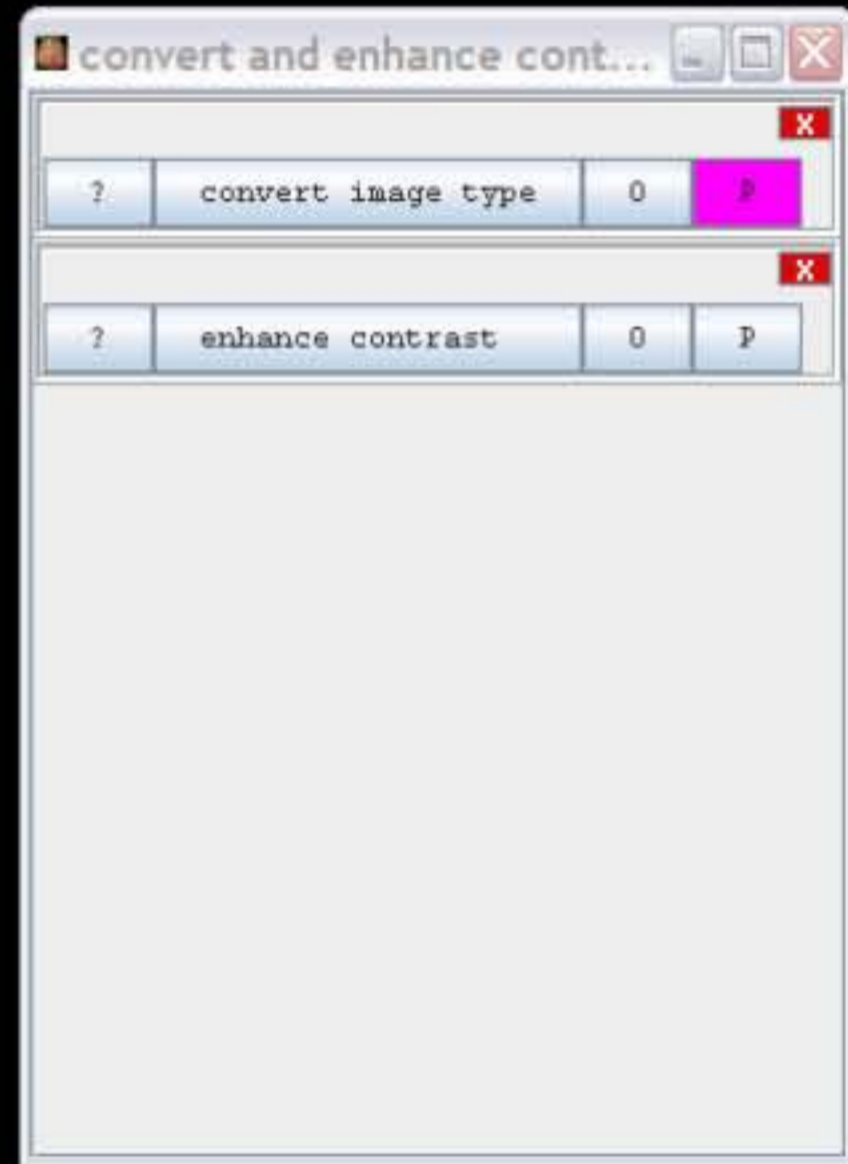 convert and enhance cont...
X
? convert image type O P
X
? enhance contrast O P